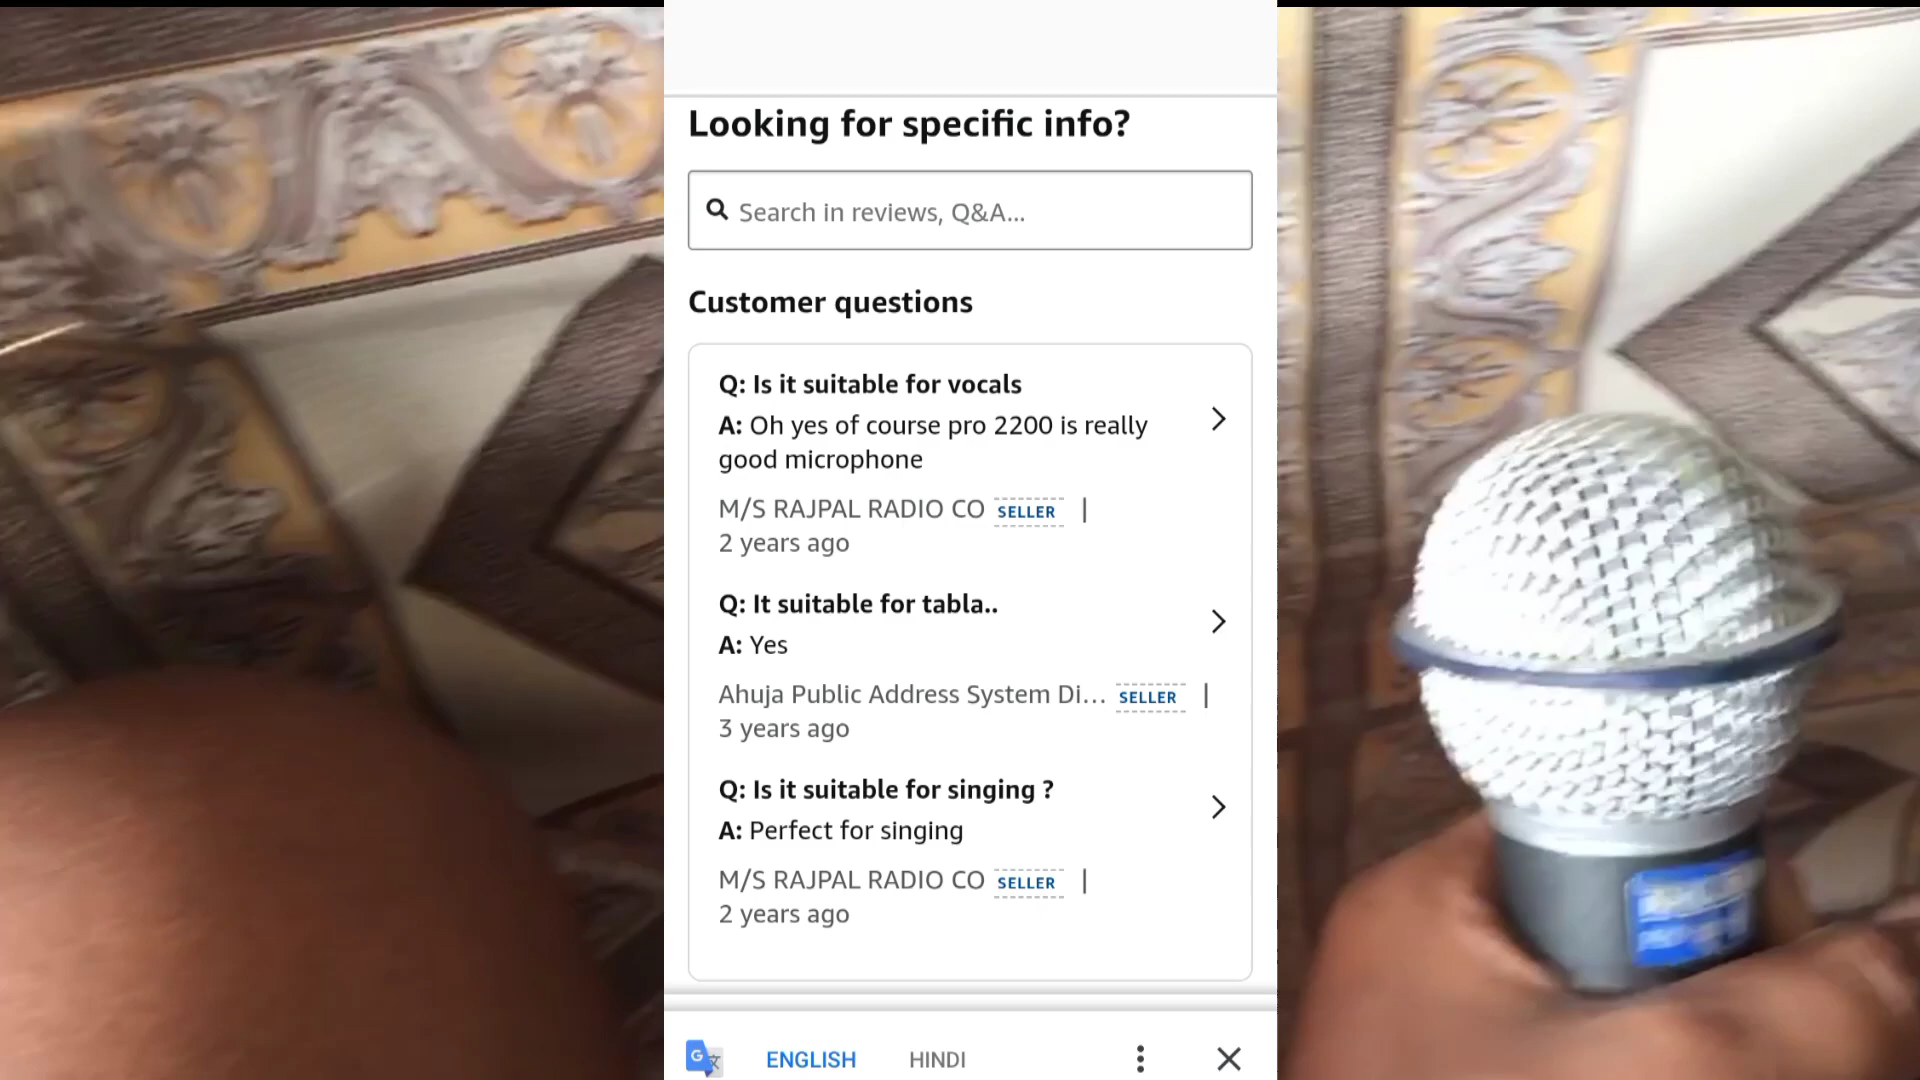 Looking for specific info?
Search in reviews, Q&A...
Customer questions
Q: Is it suitable for vocals
A: Oh yes of course pro 2200 is really
good microphone
M/S RAJPAL RADIO CO SELLER |
2 years ago
Q: It suitable for tabla..
A: Yes
Ahuja Public Address System Di... SELLER |
3 years ago
Q: Is it suitable for singing ?
A: Perfect for singing
M/S RAJPAL RADIO CO SELLER |
2 years ago
ENGLISH HINDI